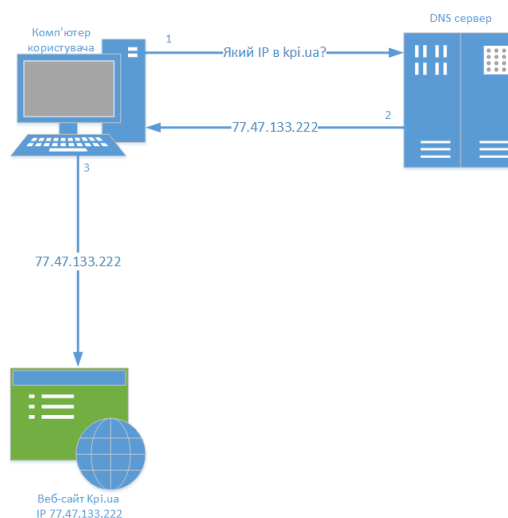 DNS сервер
Комп'ютер
користувача
1
Який IP в kpi.ua?
2
77.47.133.222
3
77.47.133.222
Веб-сайт Kpi.ua
IP 77.47.133.222